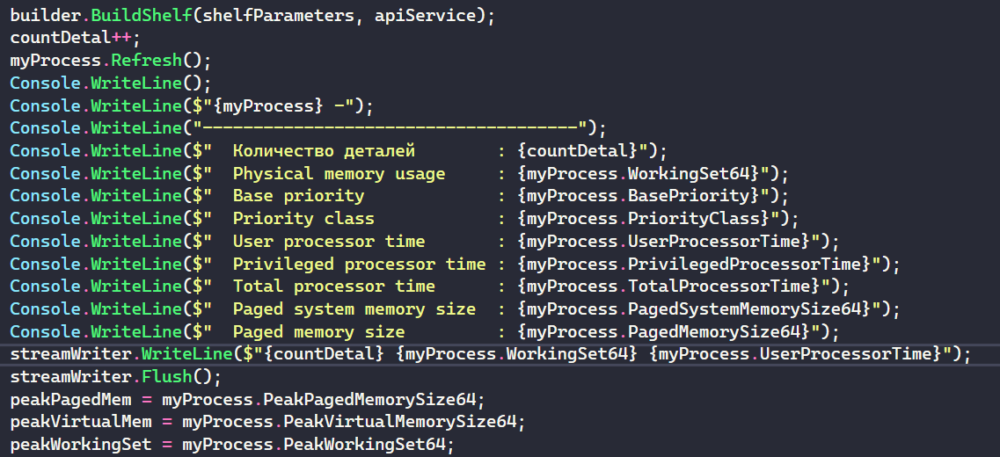 builder.BuildShelf(shelfParameters, apiService);
countDetal++;
myProcess.Refresh();
Console.WriteLine();
Console.WriteLine($"{myProcess} -");
Console.WriteLine("-------------------------------------");
Console.WriteLine($"  Количество деталей        : {countDetal}");
Console.WriteLine($"  Physical memory usage     : {myProcess.WorkingSet64}");
Console.WriteLine($"  Base priority             : {myProcess.BasePriority}");
Console.WriteLine($"  Priority class            : {myProcess.PriorityClass}");
Console.WriteLine($"  User processor time       : {myProcess.UserProcessorTime}");
Console.WriteLine($"  Privileged processor time : {myProcess.PrivilegedProcessorTime}");
Console.WriteLine($"  Total processor time      : {myProcess.TotalProcessorTime}");
Console.WriteLine($"  Paged system memory size  : {myProcess.PagedSystemMemorySize64}");
Console.WriteLine($"  Paged memory size         : {myProcess.PagedMemorySize64}");
streamWriter.WriteLine($"{countDetal} {myProcess.WorkingSet64} {myProcess.UserProcessorTime}");
streamWriter.Flush();
peakPagedMem = myProcess.PeakPagedMemorySize64;
peakVirtualMem = myProcess.PeakVirtualMemorySize64;
peakWorkingSet = myProcess.PeakWorkingSet64;